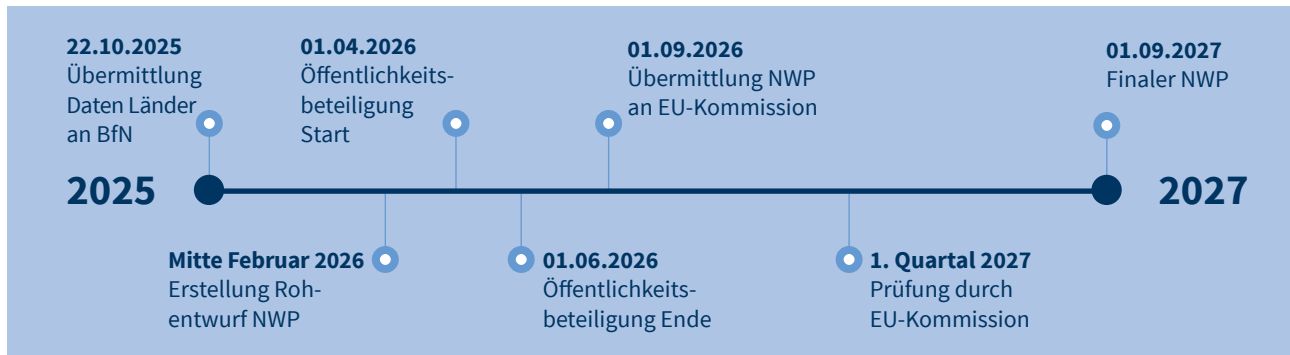 22.10.2025
Übermittlung
Daten Länder
an BfN
01.04.2026
Öffentlichkeits-
beteiligung
Start
01.09.2026
Übermittlung NWP
an EU-Kommission
01.09.2027
Finaler NWP
2025
2027
Mitte Februar 2026
Erstellung Roh-
entwurf NWP
01.06.2026
Öffentlichkeits-
beteiligung Ende
1. Quartal 2027
Prüfung durch
EU-Kommission